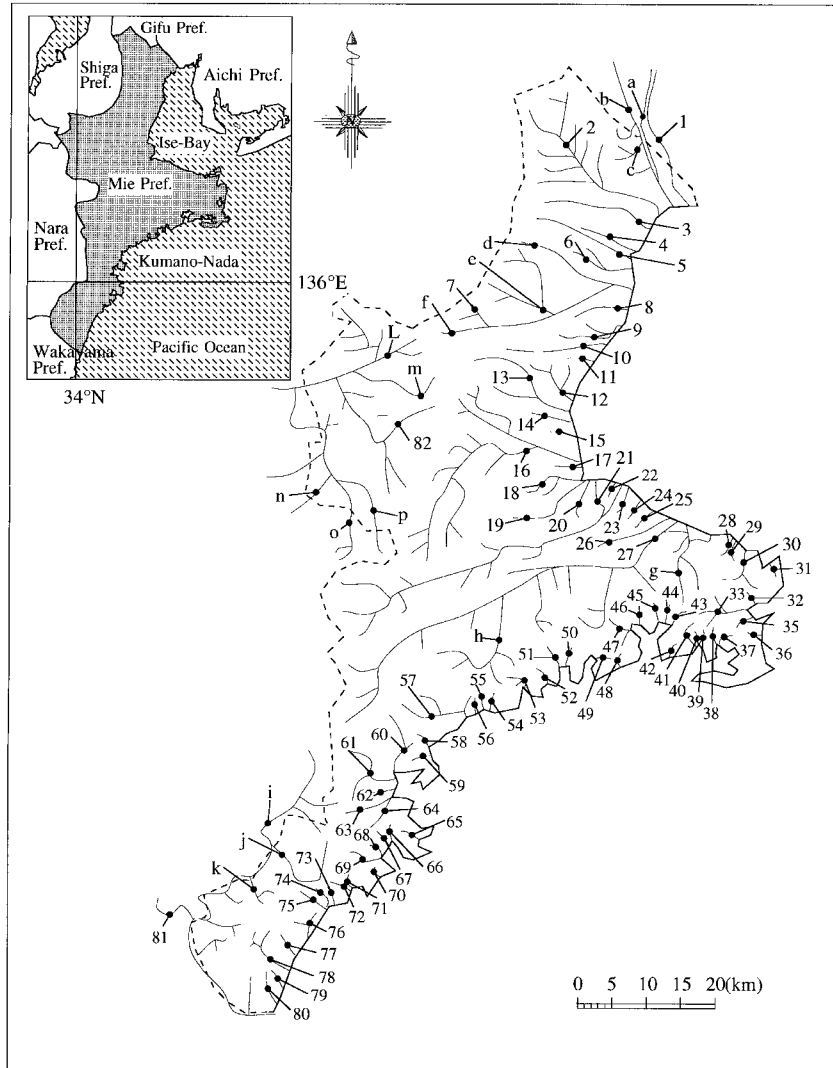 Gifu Pref.
Shiga
Pref.
Aichi Pref.
Ise-Bay
Mie Pref.
Nara
Pref.
Kumano-Nada
136°E
Wakayama
Pref.
Pacific Ocean
34°N
N
a
b
1
2
c
3
4
d
6
5
e
7
8
f
9
L
10
11
m
13
12
82
14
15
16
17
21
22
18
24
n
25
p
19
20
23
o
26
27
28
29
30
g
31
45
44
43
33
32
46
35
h
47
50
51
42
37
36
41
40
57
55
52
49
48
39
38
53
54
56
60
58
61
59
i
62
64
63
65
j
68
66
73
69
67
k
74
70
75
71
72
81
76
77
78
79
80
0 5 10 15 20(km)